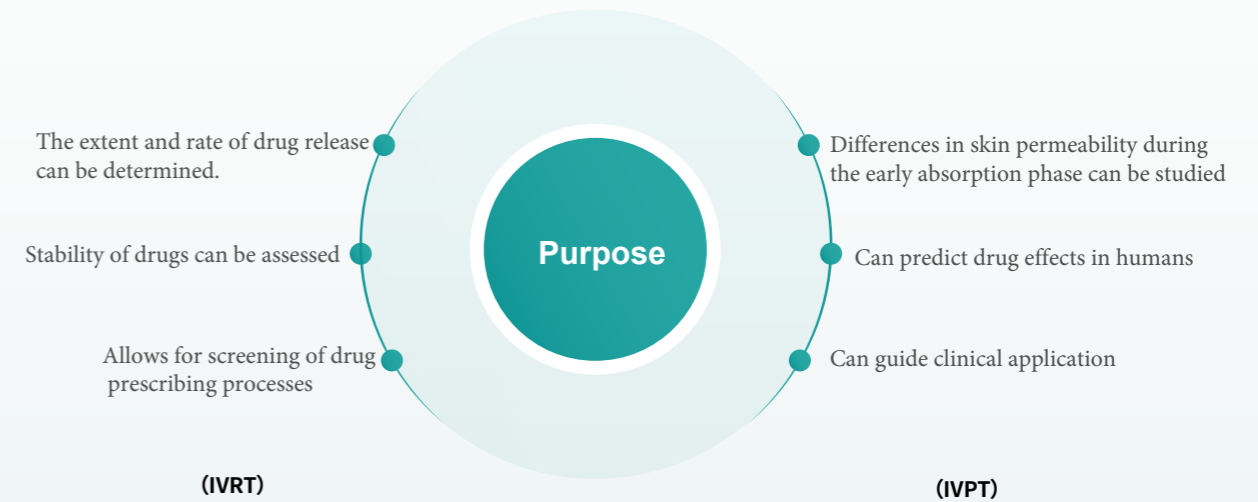 The extent and rate of drug release
can be determined.
Stability of drugs can be assessed
Allows for screening of drug
prescribing processes
(IVRT)
Purpose
Differences in skin permeability during
the early absorption phase can be studied
Can predict drug effects in humans
Can guide clinical application
(IVPT)